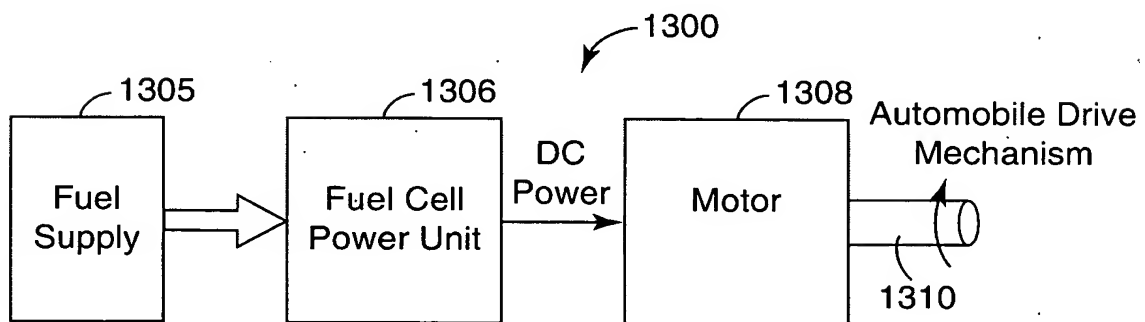 1300
1305
1306
1308
Automobile Drive
Mechanism
Fuel
Supply
Fuel Cell
Power Unit
DC
Power
Motor
1310